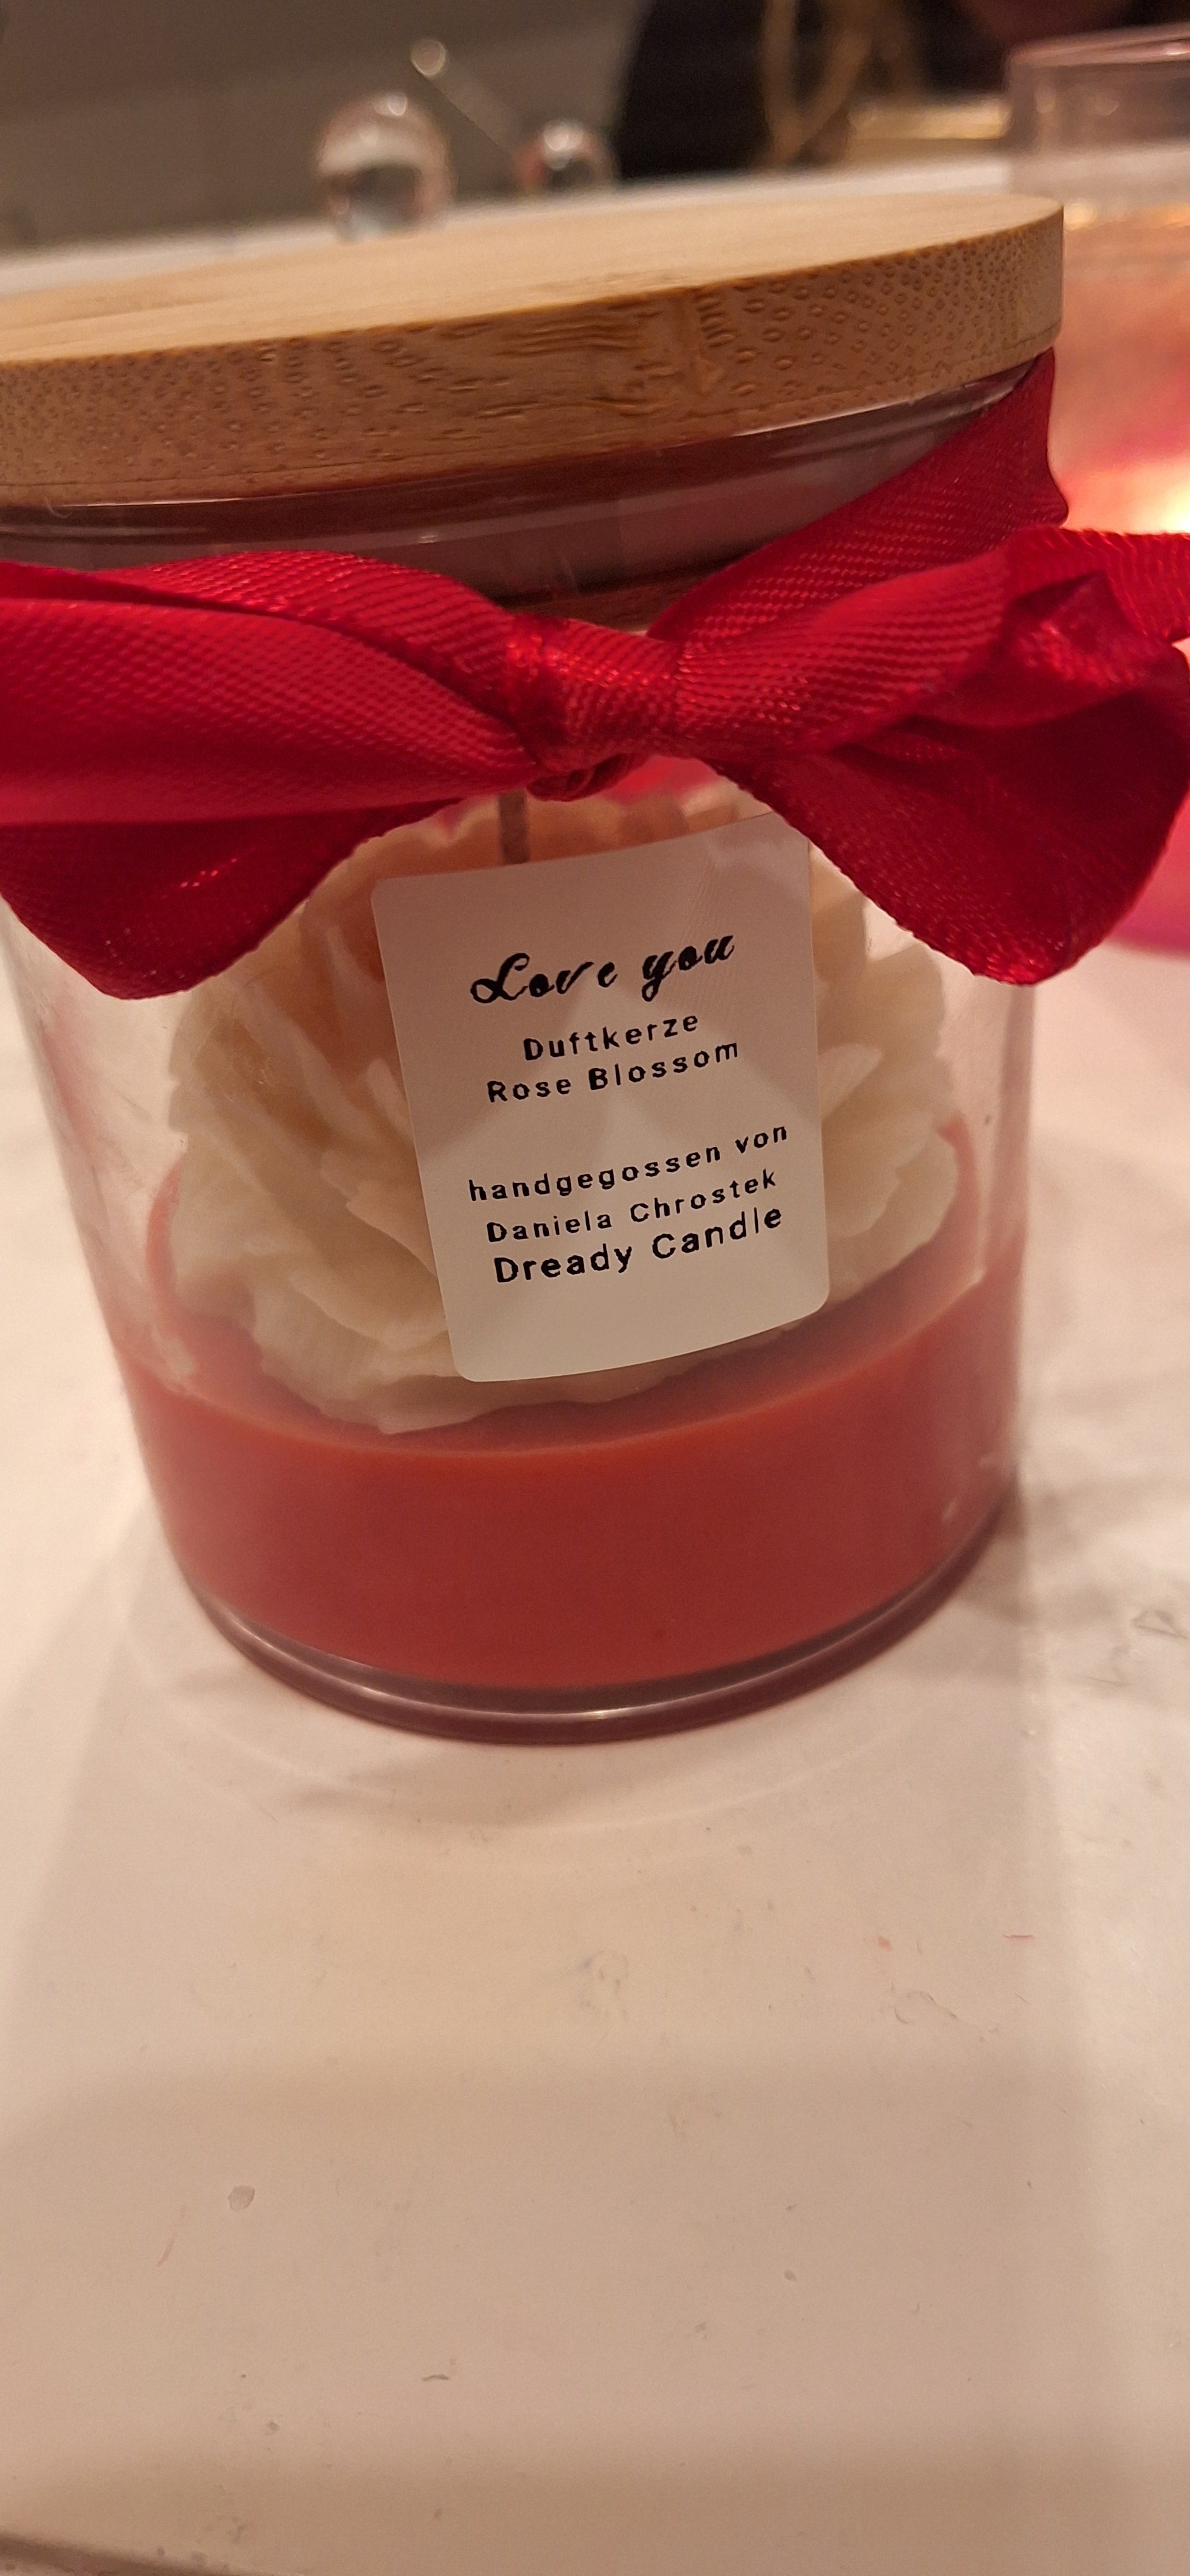 Love you
Duftkerze
Rose Blossom
handgegossen von
Daniela Chrostek
Dready Candle